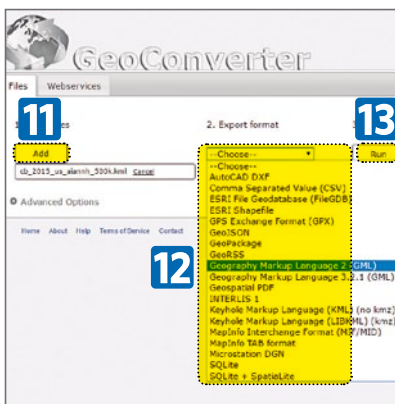 GeoConverter
Files Webservices
11 13
1 es 2. Export format
Add --Choose-- Run
cb_2015_us_aiannh_500k.kml Cancel
--Choose--
AutoCAD DXF
Comma Separated Value (CSV)
Advanced Options
ESRI File Geodatabase (FileGDB)
ESRI Shapefile
GPS Exchange Format (GPX)
Home About Help Terms of Service Contact
GeoJSON
GeoPackage
GeoRSS
12
Geography Markup Language 2 (GML)
Geography Markup Language 3.2.1 (GML)
Geospatial PDF
INTERLIS 1
Keyhole Markup Language (KML) (no kmz)
Keyhole Markup Language (LIBKML) (kmz)
MapInfo Interchange Format (MIF/MID)
MapInfo TAB format
Microstation DGN
SQLite
SQLite + SpatiaLite